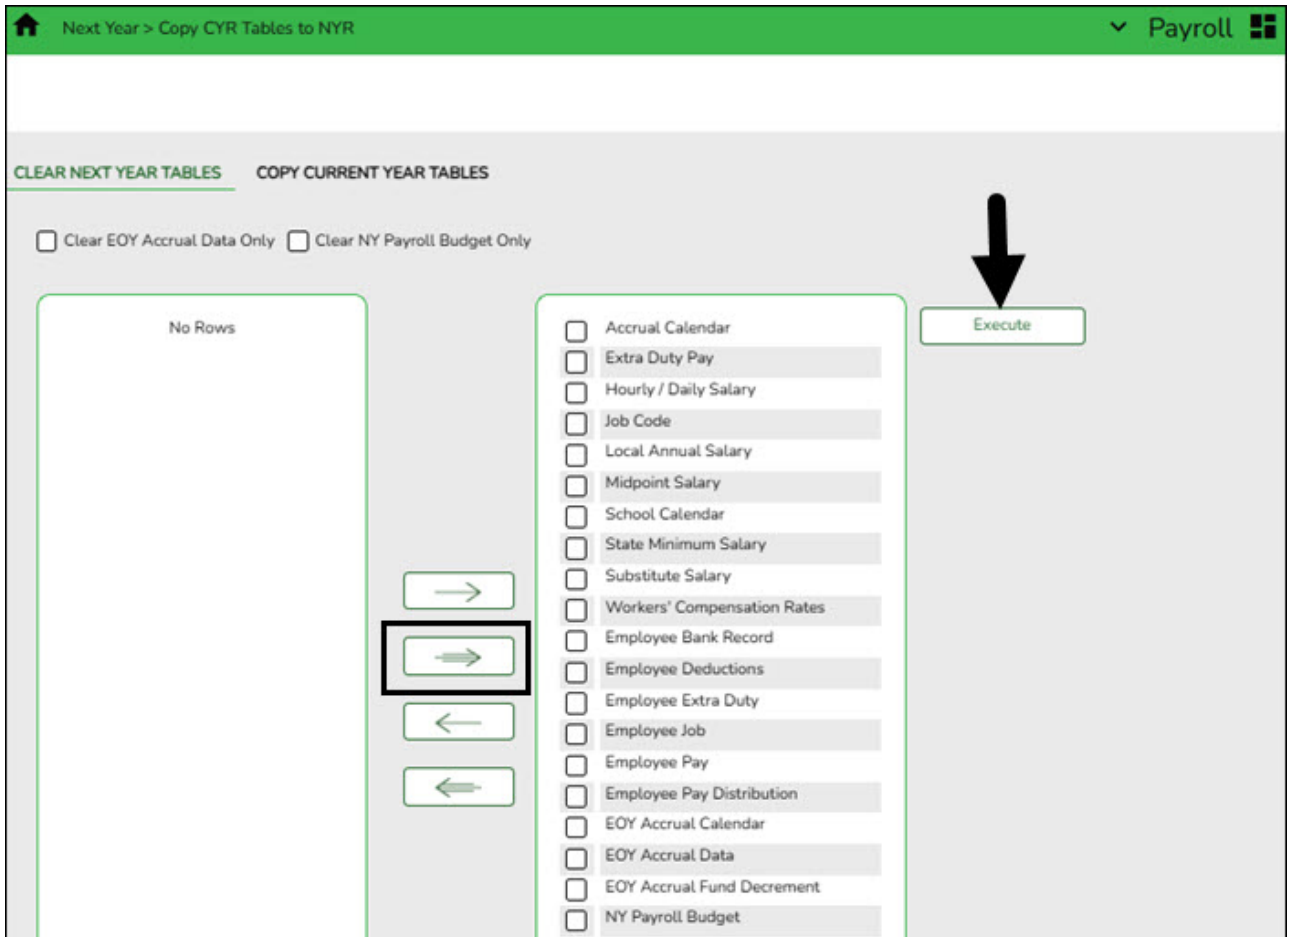 Next Year > Copy CYR Tables to NYR
Payroll
CLEAR NEXT YEAR TABLES
COPY CURRENT YEAR TABLES
Clear EOY Accrual Data Only
Clear NY Payroll Budget Only
No Rows
Accrual Calendar
Extra Duty Pay
Hourly / Daily Salary
Job Code
Local Annual Salary
Midpoint Salary
School Calendar
State Minimum Salary
Substitute Salary
Workers' Compensation Rates
Employee Bank Record
Employee Deductions
Employee Extra Duty
Employee Job
Employee Pay
Employee Pay Distribution
EOY Accrual Calendar
EOY Accrual Data
EOY Accrual Fund Decrement
NY Payroll Budget
Execute